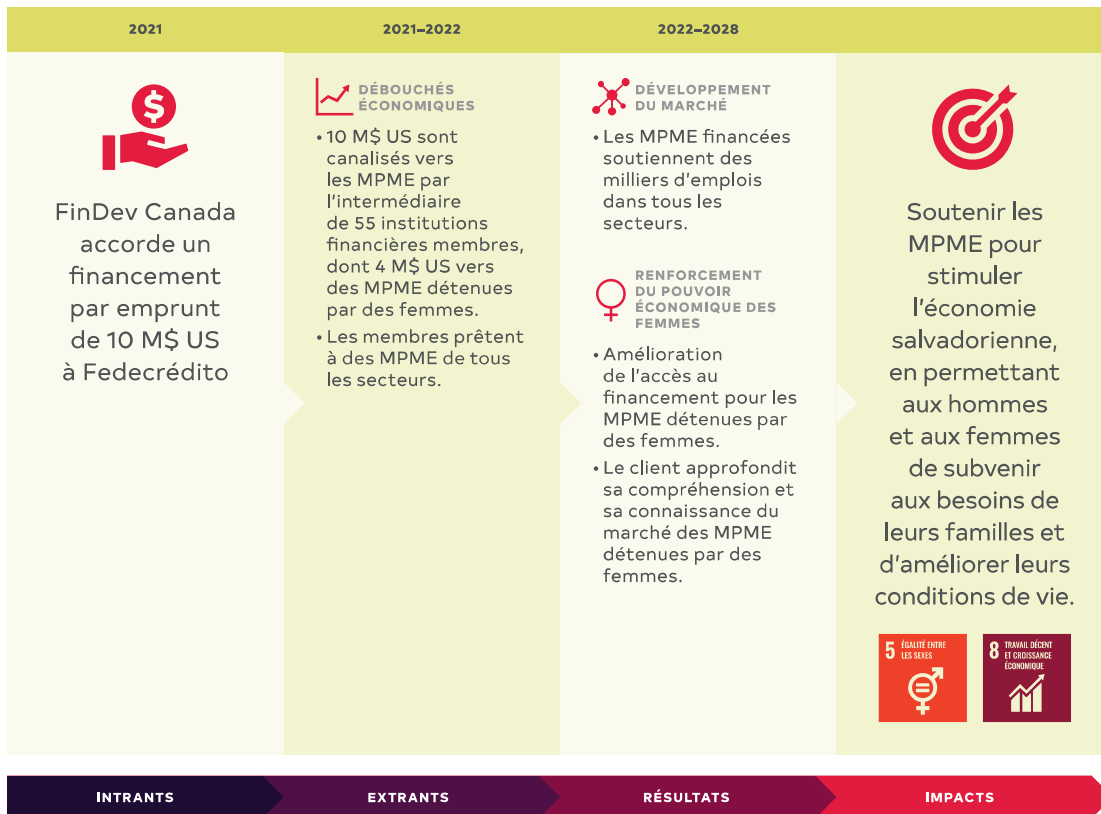 2021
2021–2022
2022–2028
$
FinDev Canada
accorde un
financement
par emprunt
de 10 M$ US
à Fedecrédito
DÉBOUCHÉS
ÉCONOMIQUES
• 10 M$ US sont
canalisés vers
les MPME par
l'intermédiaire
de 55 institutions
financières membres,
dont 4 M$ US vers
des MPME détenues
par des femmes.
• Les membres prêtent
à des MPME de tous
les secteurs.
DÉVELOPPEMENT
DU MARCHÉ
• Les MPME financées
soutiennent des
milliers d'emplois
dans tous les
secteurs.
RENFORCEMENT
DU POUVOIR
ÉCONOMIQUE DES
FEMMES
• Amélioration
de l'accès au
financement pour les
MPME détenues par
des femmes.
• Le client approfondit
sa compréhension et
sa connaissance du
marché des MPME
détenues par des
femmes.
Soutenir les
MPME pour
stimuler
l'économie
salvadorienne,
en permettant
aux hommes
et aux femmes
de subvenir
aux besoins de
leurs familles et
d'améliorer leurs
conditions de vie.
5 ÉGALITÉ ENTRE
LES SEXES
8 TRAVAIL DÉCENT
ET CROISSANCE
ÉCONOMIQUE
INTRANTS
EXTRANTS
RÉSULTATS
IMPACTS